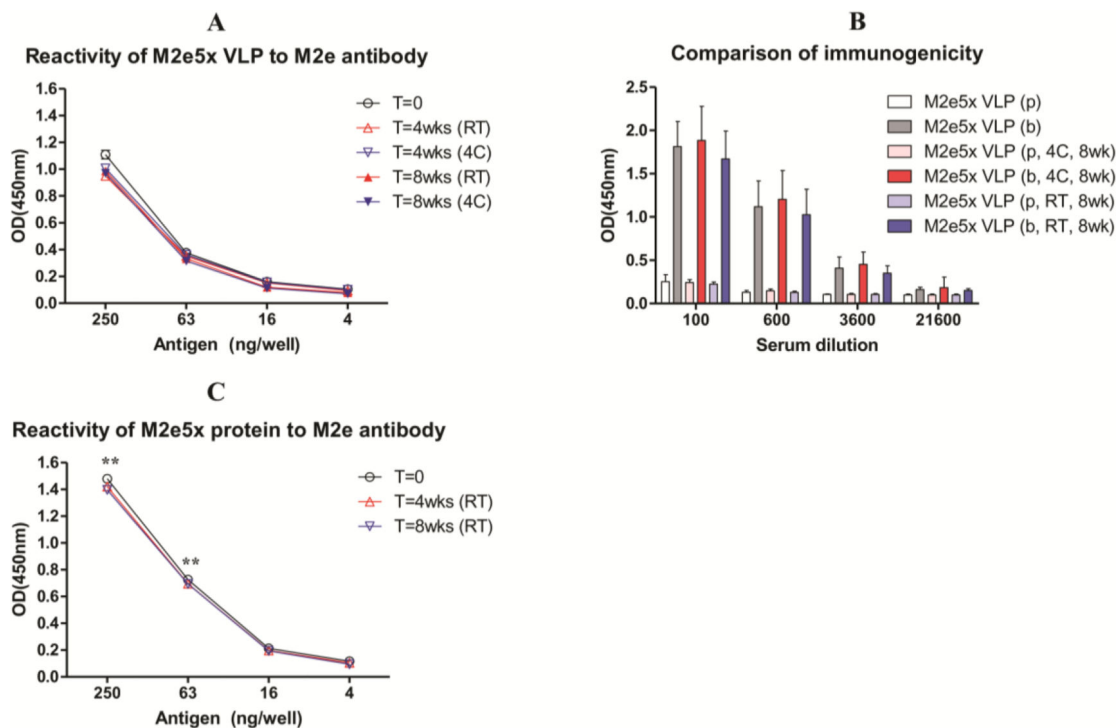 A
Reactivity of M2e5x VLP to M2e antibody
OD(450nm)
1.6
1.4
1.2
1.0
0.8
0.6
0.4
0.2
0.0
250 63 16 4
Antigen (ng/well)
T=0
T=4wks (RT)
T=4wks (4C)
T=8wks (RT)
T=8wks (4C)
B
Comparison of immunogenicity
OD(450nm)
2.5
2.0
1.5
1.0
0.5
0.0
100 600 3600 21600
Serum dilution
M2e5x VLP (p)
M2e5x VLP (b)
M2e5x VLP (p, 4C, 8wk)
M2e5x VLP (b, 4C, 8wk)
M2e5x VLP (p, RT, 8wk)
M2e5x VLP (b, RT, 8wk)
C
Reactivity of M2e5x protein to M2e antibody
OD(450nm)
1.6
1.4
1.2
1.0
0.8
0.6
0.4
0.2
0.0
**
**
250 63 16 4
Antigen (ng/well)
T=0
T=4wks (RT)
T=8wks (RT)